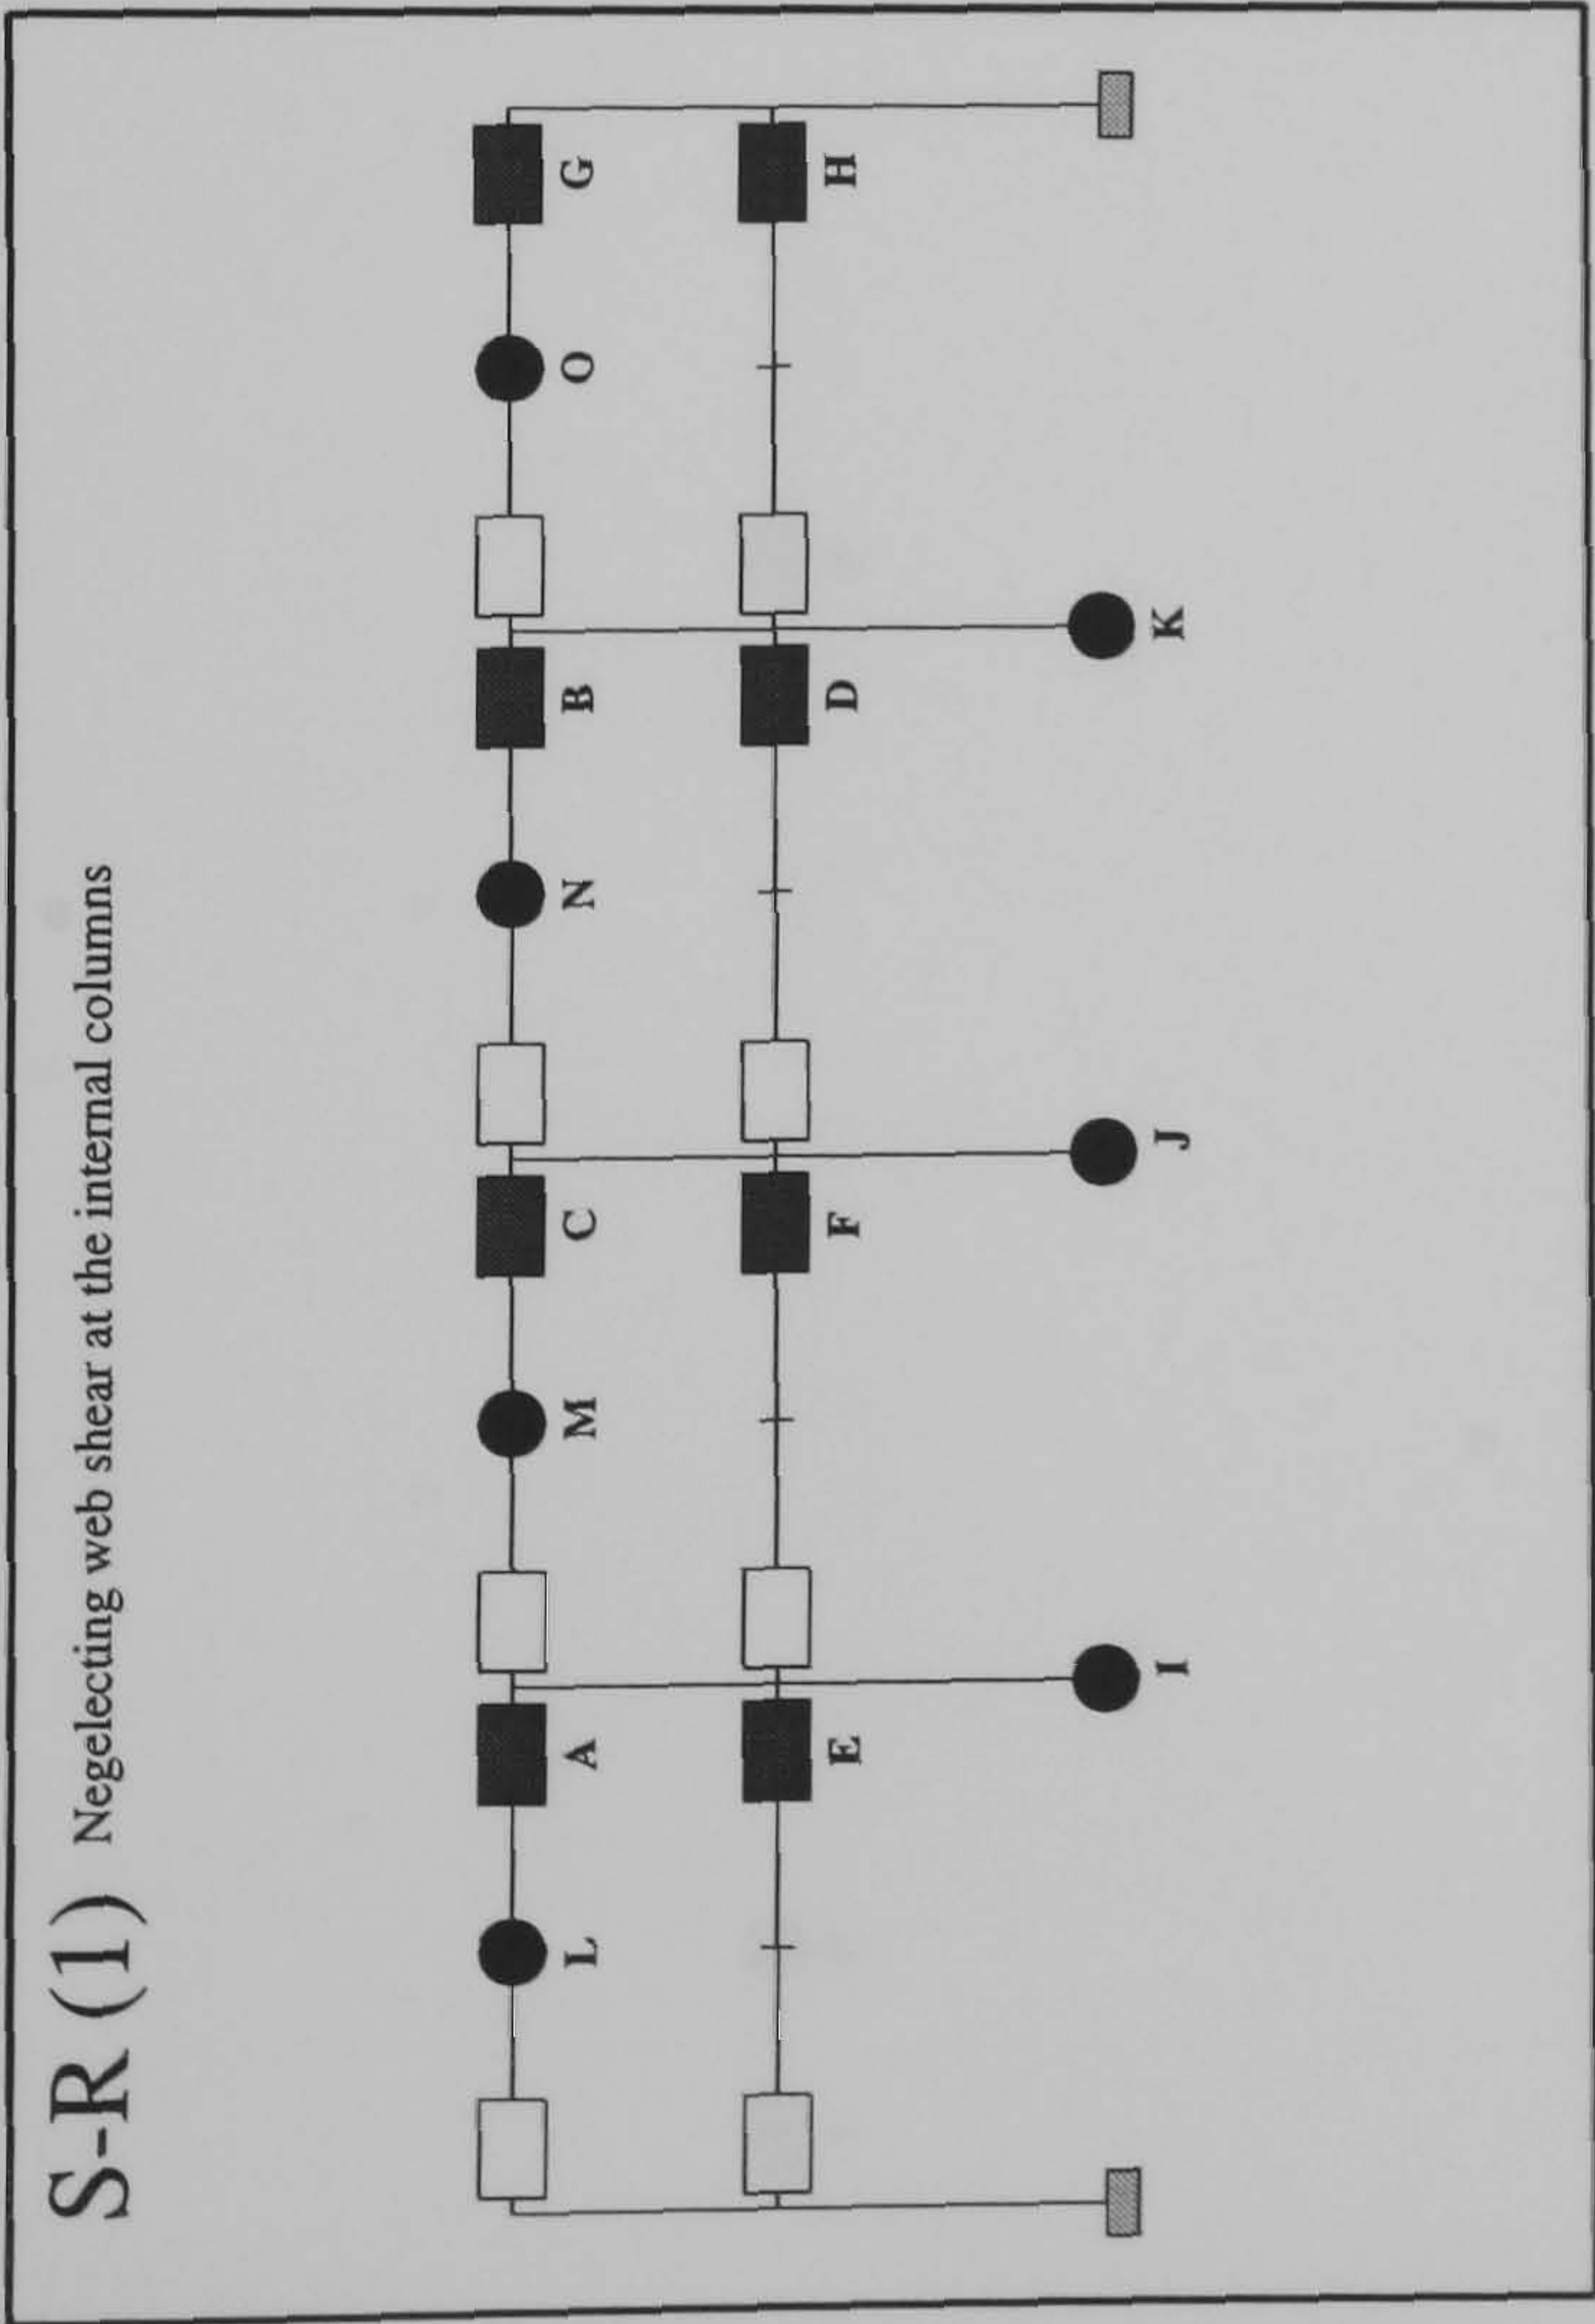 S-R (1) Negelecting web shear at the internal columns
L A M C N B O G
E F D H
I J K